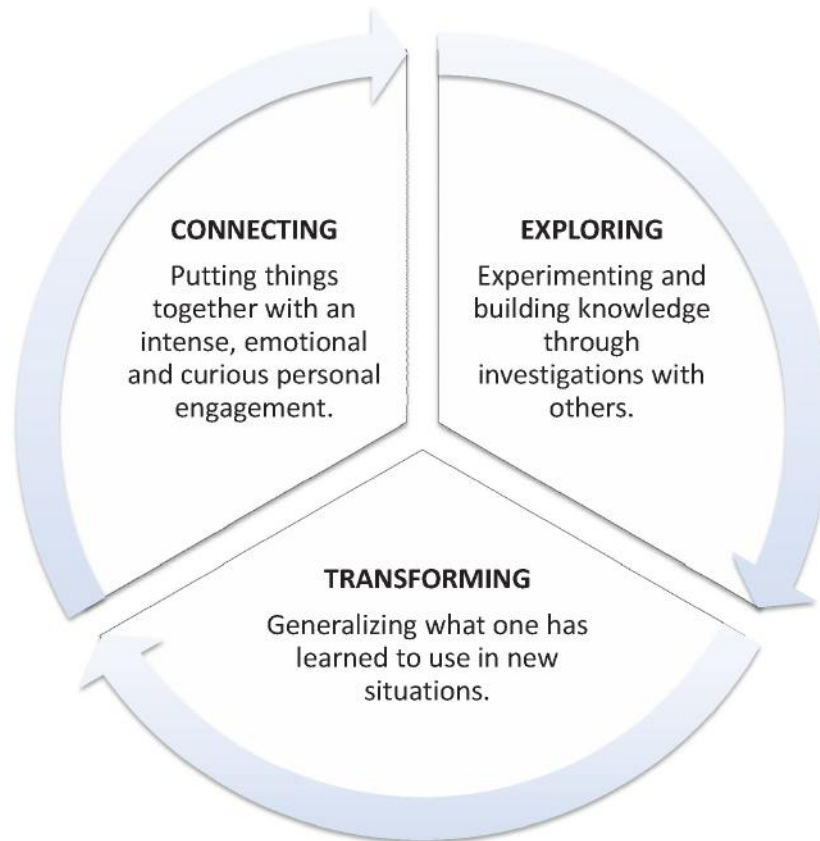 CONNECTING
Putting things
together with an
intense, emotional
and curious personal
engagement.
EXPLORING
Experimenting and
building knowledge
through
investigations with
others.
TRANSFORMING
Generalizing what one has
learned to use in new
situations.